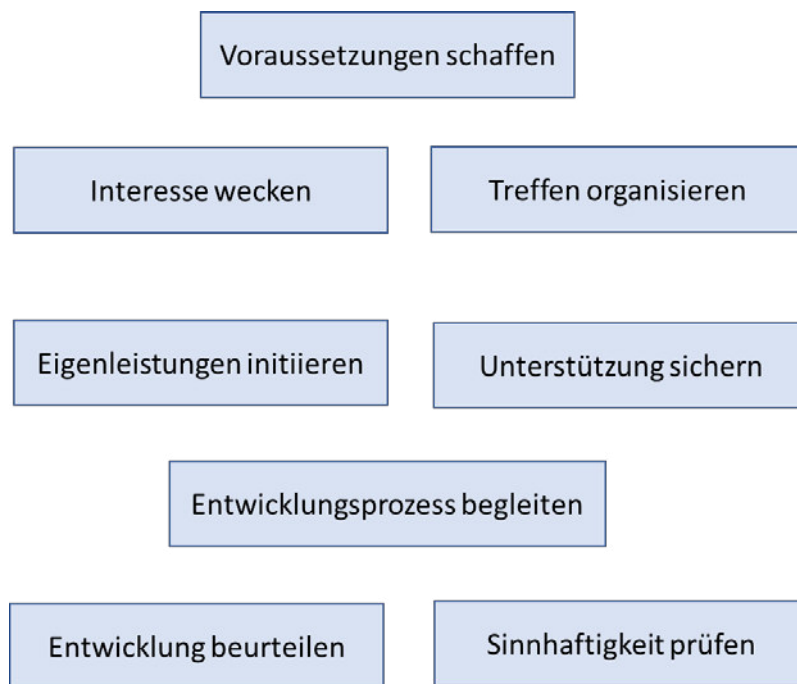 Voraussetzungen schaffen
Interesse wecken
Treffen organisieren
Eigenleistungen initiieren
Unterstützung sichern
Entwicklungsprozess begleiten
Entwicklung beurteilen
Sinnhaftigkeit prüfen